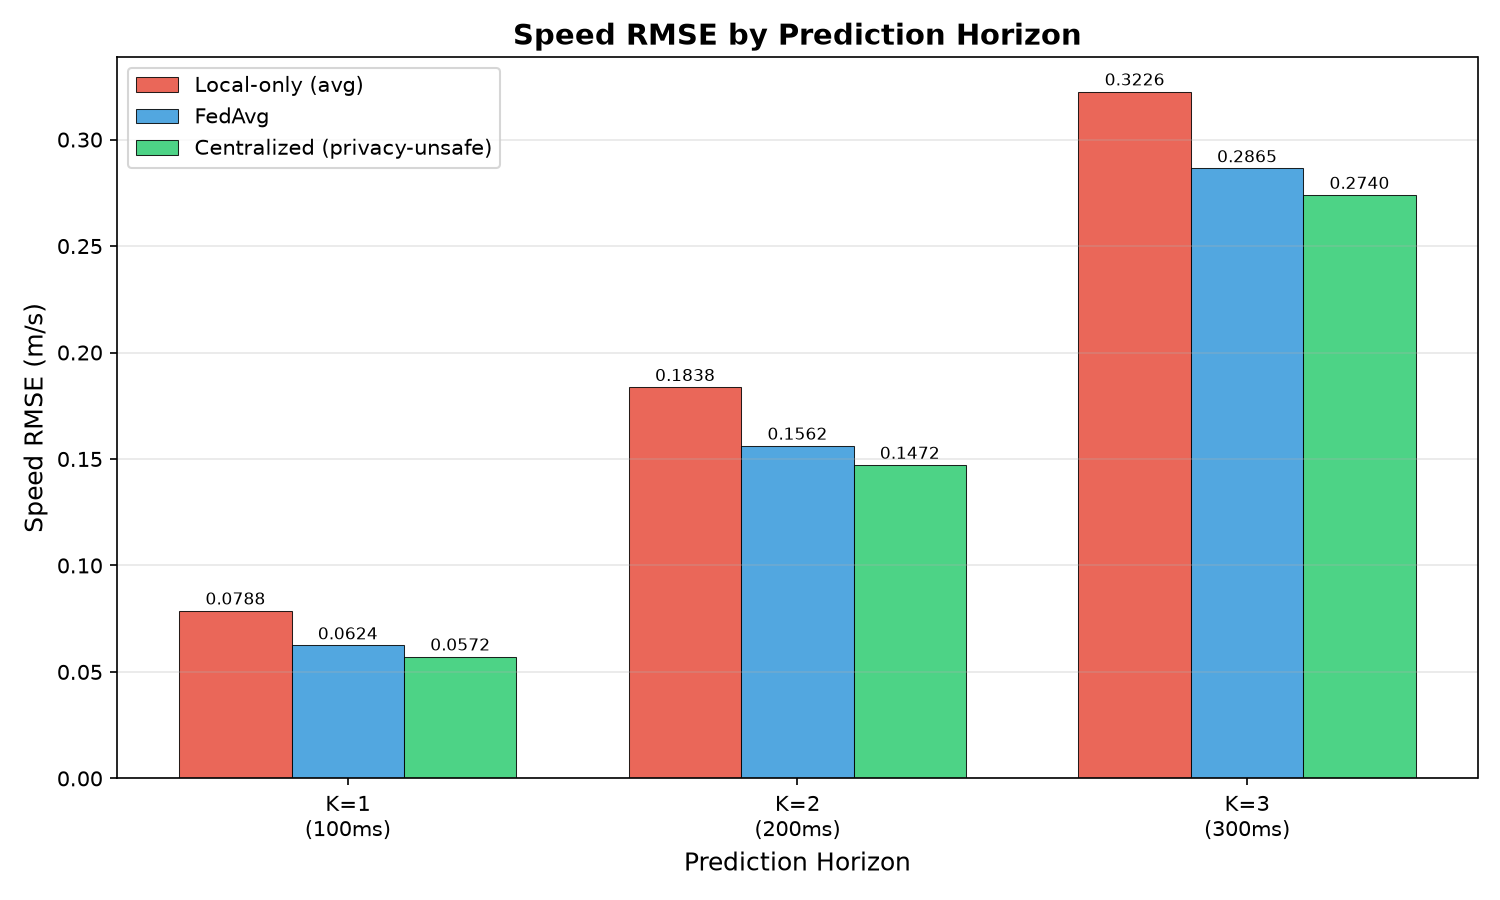 Speed RMSE by Prediction Horizon
Local-only (avg)
FedAvg
Centralized (privacy-unsafe)
Speed RMSE (m/s)
0.30
0.25
0.20
0.15
0.10
0.05
0.00
0.0788
0.0624
0.0572
0.1838
0.1562
0.1472
0.3226
0.2865
0.2740
K=1
(100ms)
K=2
(200ms)
K=3
(300ms)
Prediction Horizon